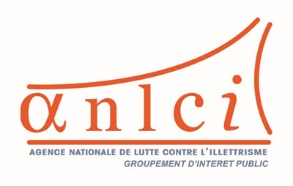 αnlci
AGENCE NATIONALE DE LUTTE CONTRE L'ILLETTRISME
GROUPEMENT D'INTERET PUBLIC